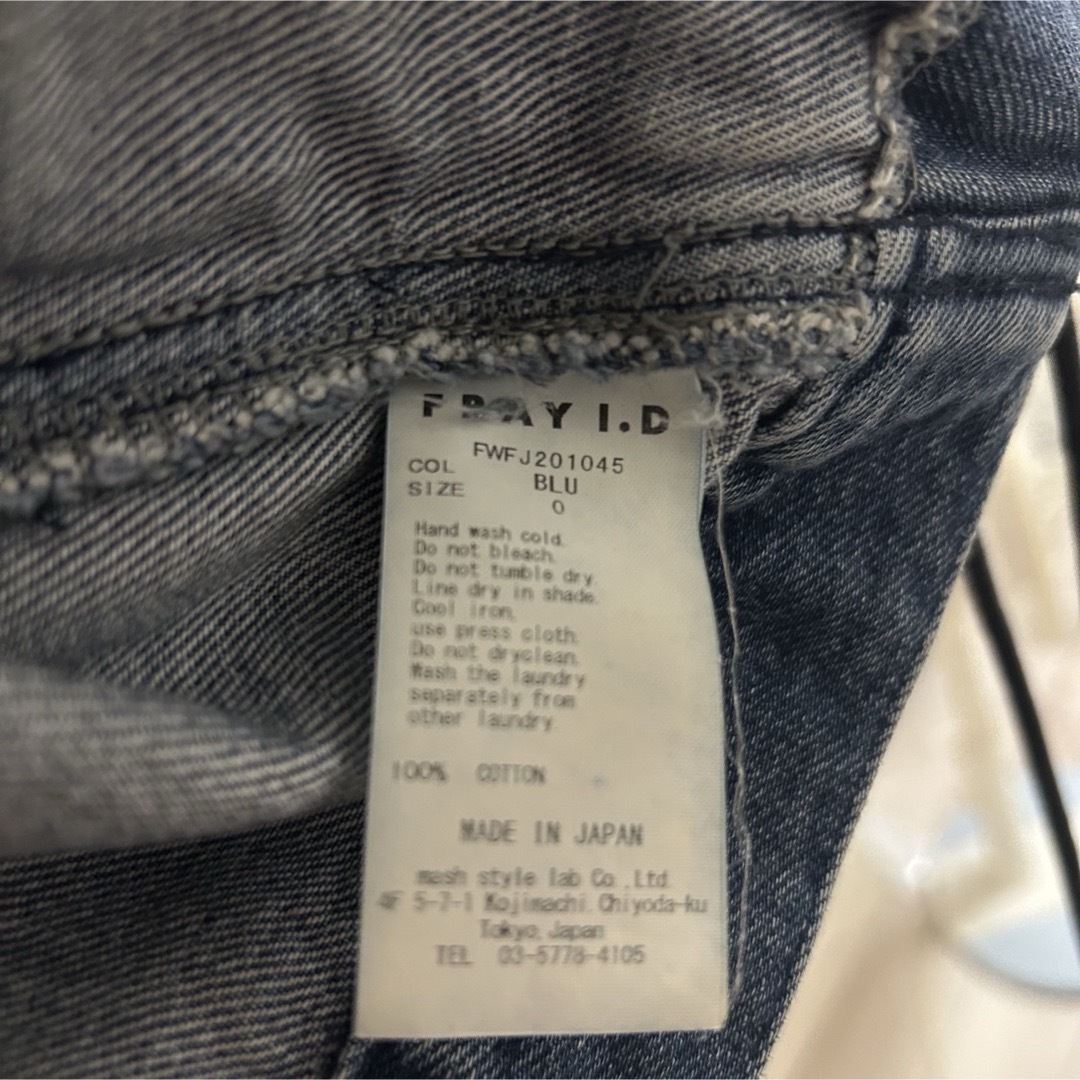 FRAY I.D
FWFJ201045
COL BLU
SIZE 0
Hand wash cold.
Do not bleach.
Do not tumble dry.
Line dry in shade.
Cool iron,
use press cloth.
Do not dryclean.
Wash the laundry
separately from
other laundry.
100% COTTON
MADE IN JAPAN
mash style lab Co.,Ltd.
4F 5-7-1 Kojimachi.Chiyoda-ku
Tokyo.Japan
TEL 03-5778-4105